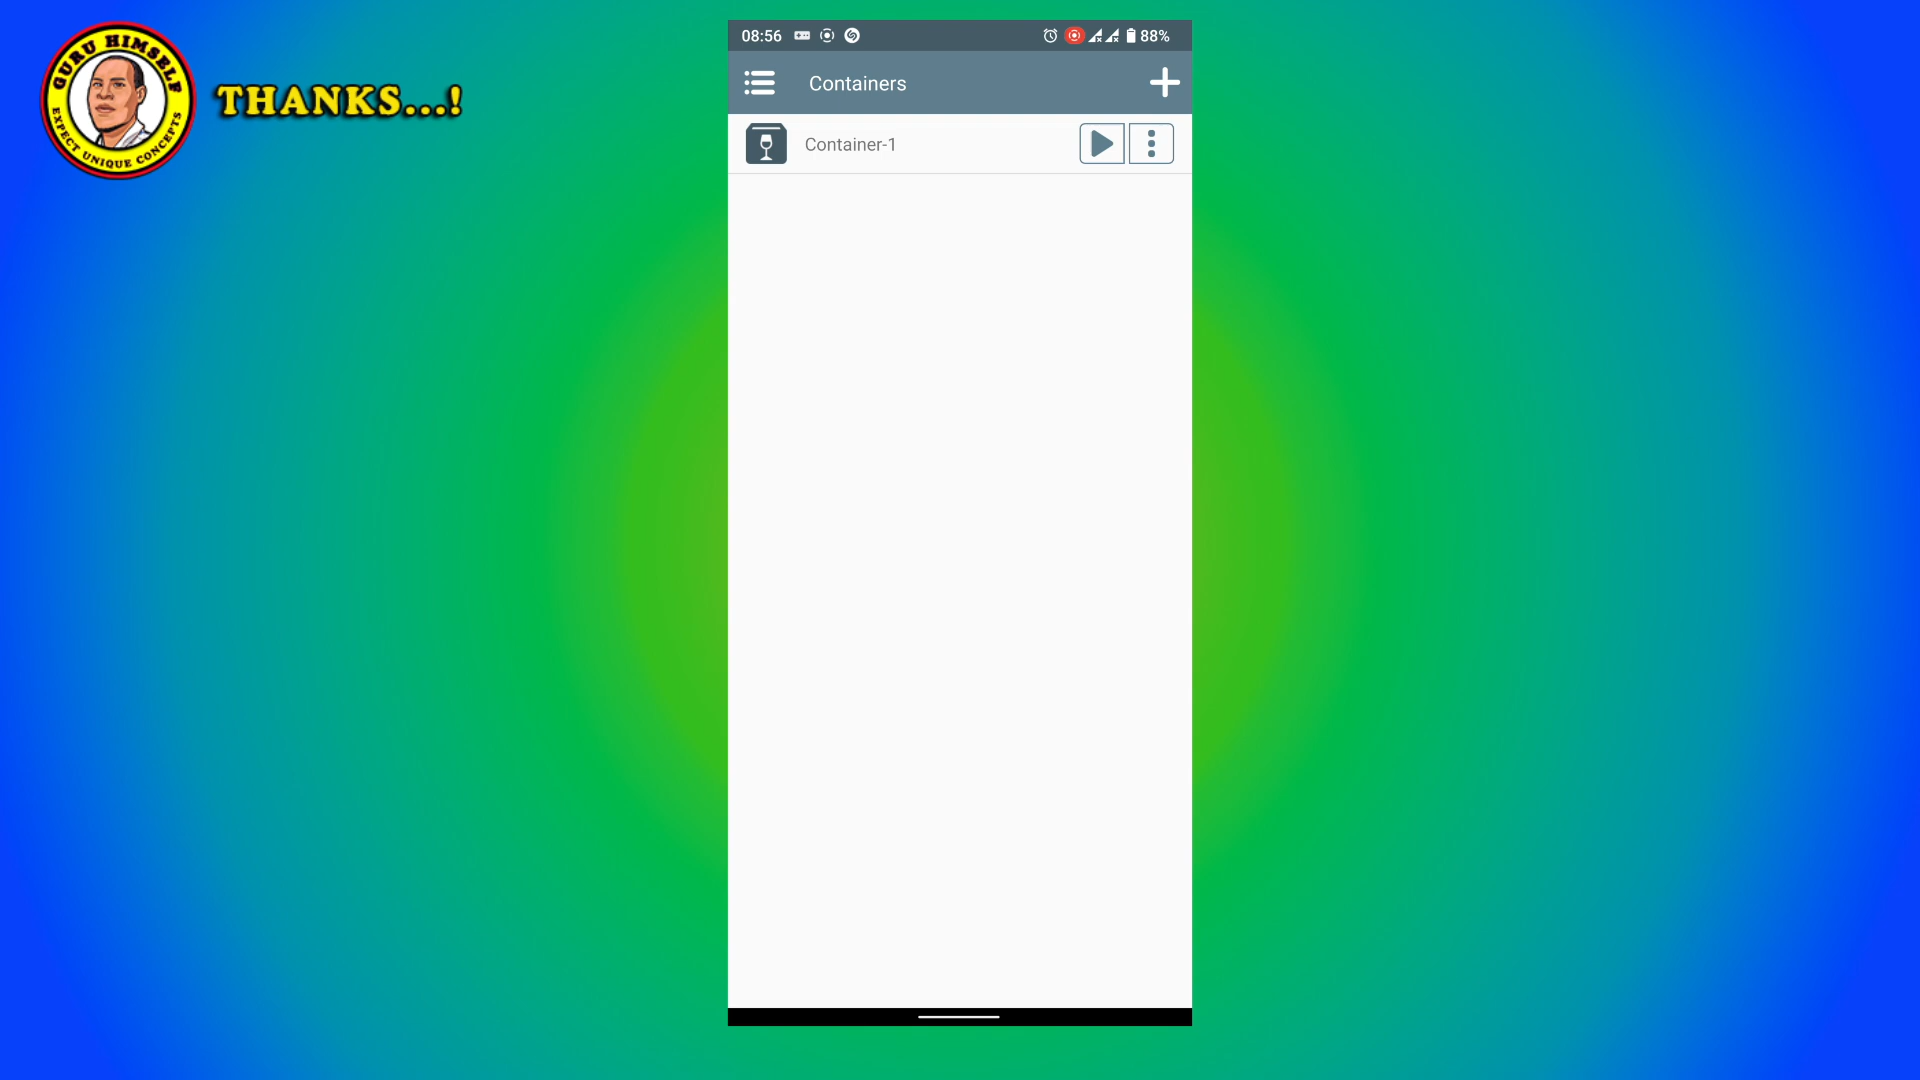 GURU HIMSELF
EXPECT UNIQUE CONCEPTS
THANKS...!
08:56
88%
Containers
Container-1